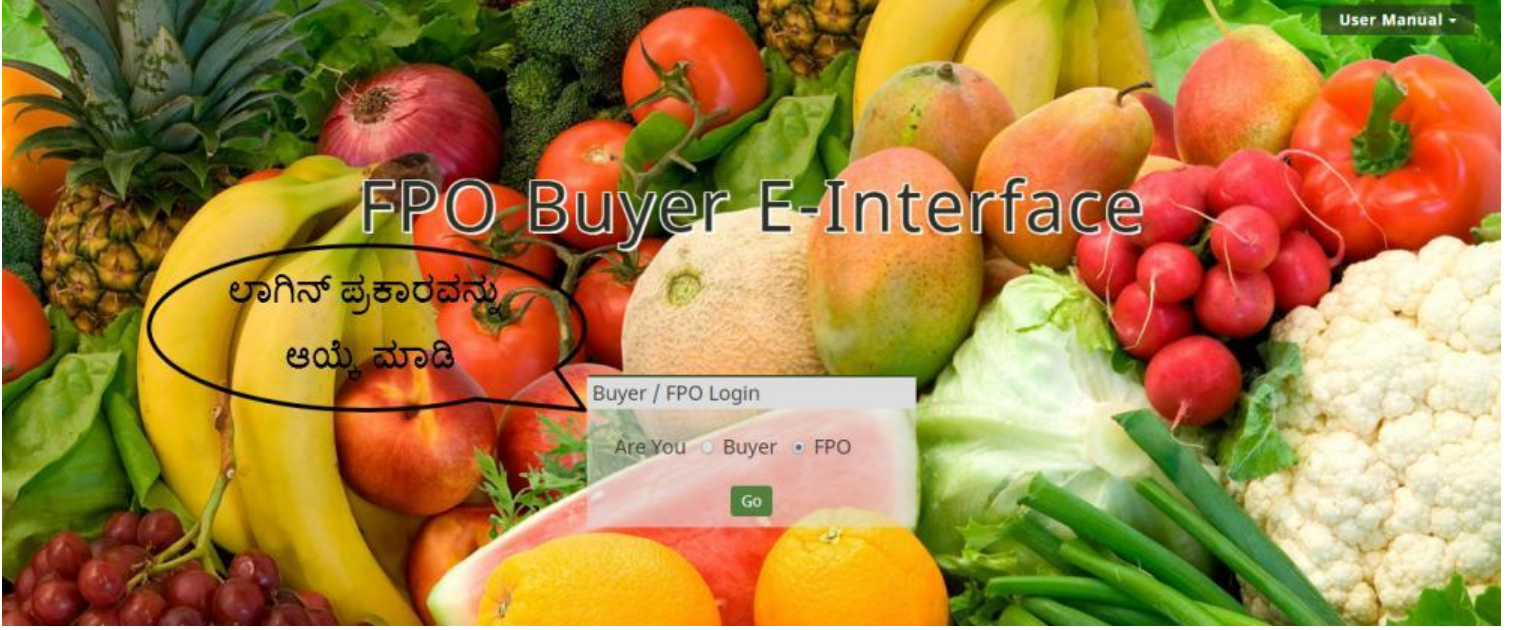 User Manual
FPO Buyer E-Interface
ಲಾಗಿನ್ ಪ್ರಕಾರವನ್ನು
ಆಯ್ಕೆ ಮಾಡಿ
Buyer / FPO Login
Are You Buyer FPO
Go